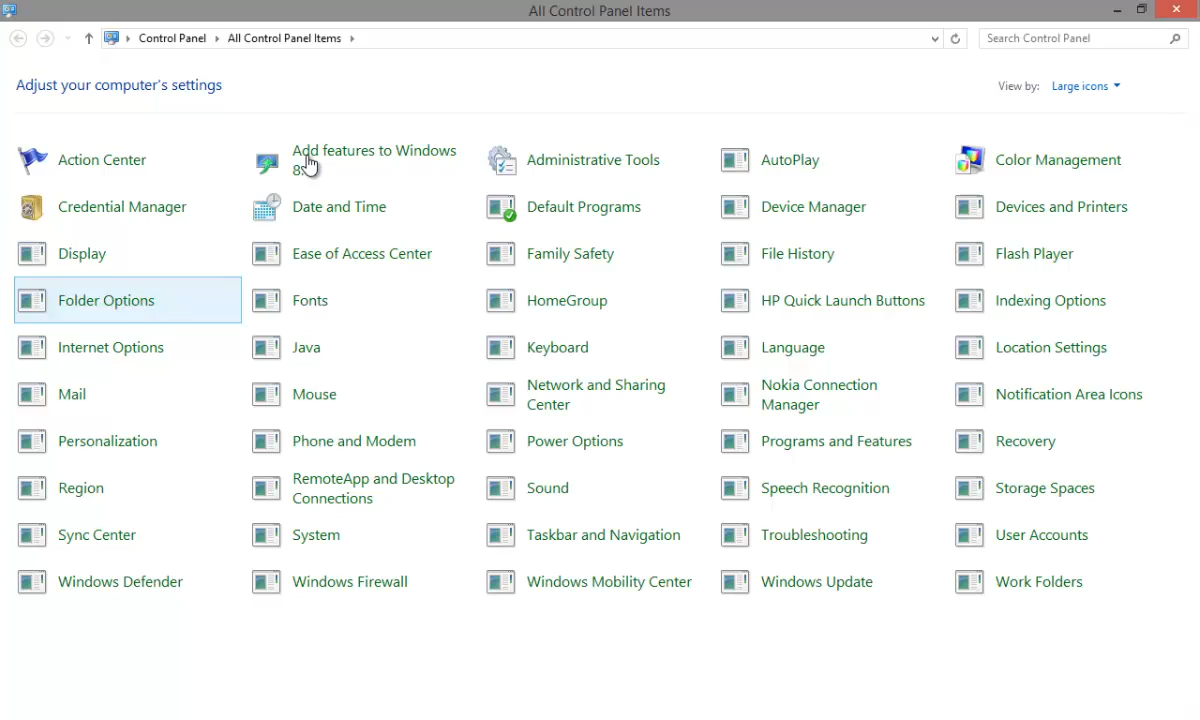 All Control Panel Items
Control Panel All Control Panel Items
Search Control Panel
Adjust your computer's settings
View by: Large icons
Action Center
Add features to Windows
Administrative Tools
AutoPlay
Color Management
Credential Manager
Date and Time
Default Programs
Device Manager
Devices and Printers
Display
Ease of Access Center
Family Safety
File History
Flash Player
Folder Options
Fonts
HomeGroup
HP Quick Launch Buttons
Indexing Options
Internet Options
Java
Keyboard
Language
Location Settings
Mail
Mouse
Network and Sharing
Center
Nokia Connection
Manager
Notification Area Icons
Personalization
Phone and Modem
Power Options
Programs and Features
Recovery
Region
RemoteApp and Desktop
Connections
Sound
Speech Recognition
Storage Spaces
Sync Center
System
Taskbar and Navigation
Troubleshooting
User Accounts
Windows Defender
Windows Firewall
Windows Mobility Center
Windows Update
Work Folders